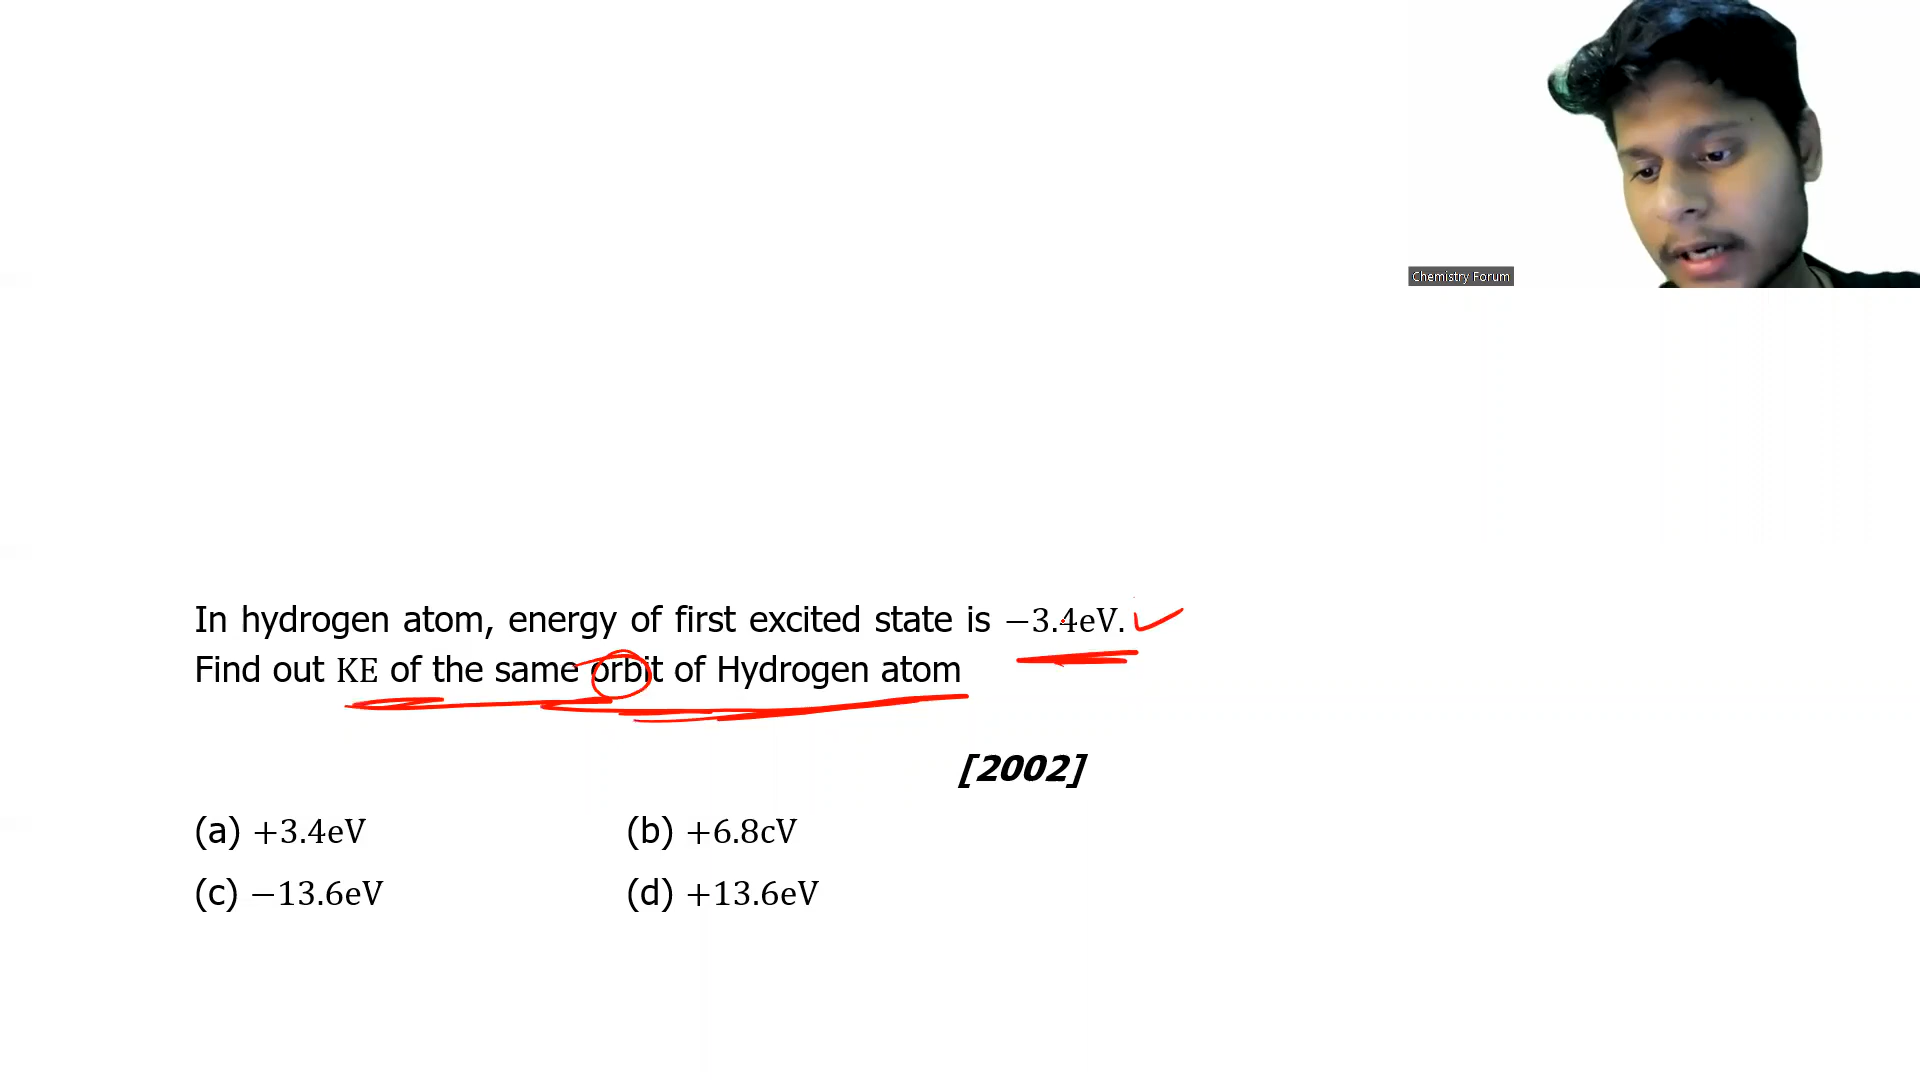 Chemistry Forum
In hydrogen atom, energy of first excited state is −3.4eV.
Find out KE of the same orbit of Hydrogen atom
[2002]
(a) +3.4eV (b) +6.8cV
(c) −13.6eV (d) +13.6eV